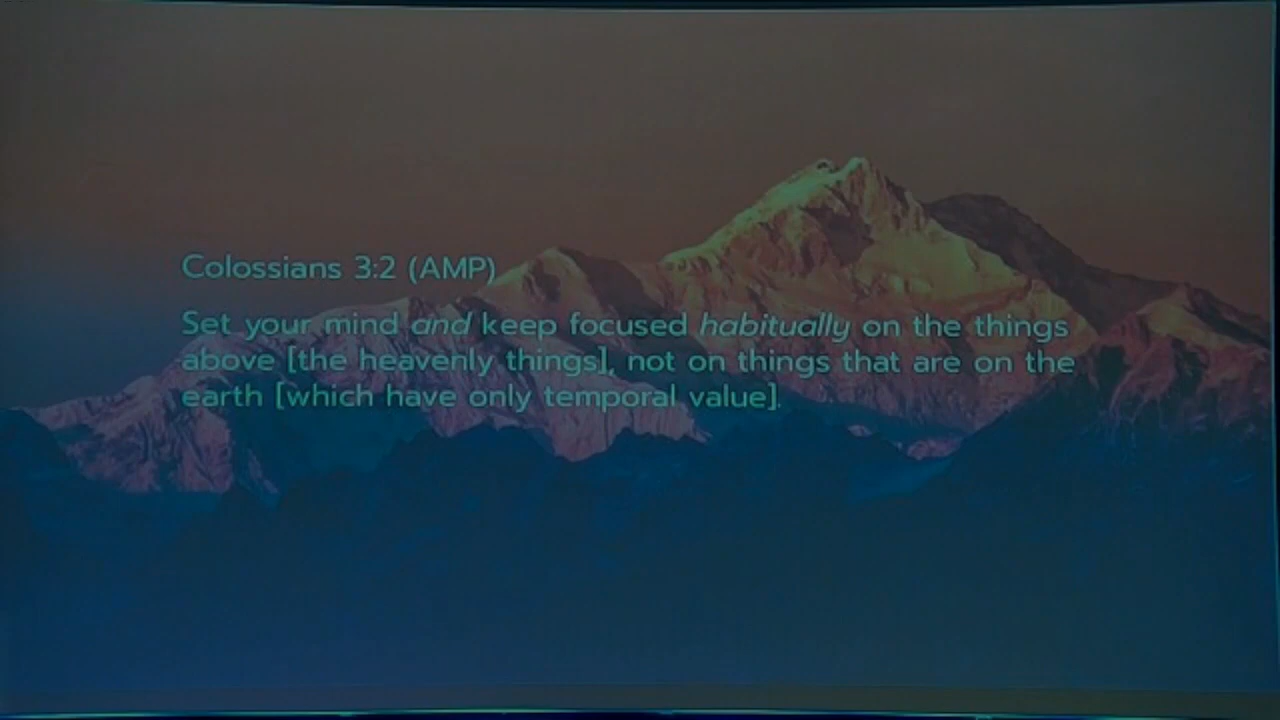 Colossians 3:2 (AMP)
Set your mind and keep focused habitually on the things
above [the heavenly things], not on things that are on the
earth [which have only temporal value].